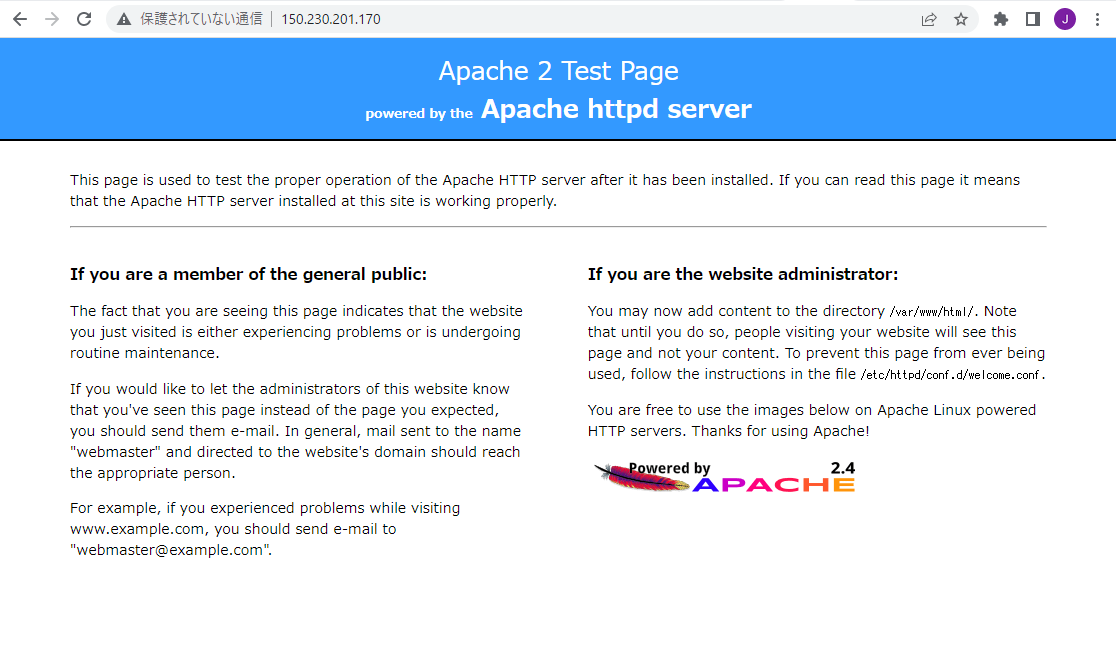 保護されていない通信 150.230.201.170
J
Apache 2 Test Page
powered by the Apache httpd server
This page is used to test the proper operation of the Apache HTTP server after it has been installed. If you can read this page it means
that the Apache HTTP server installed at this site is working properly.
If you are a member of the general public:
The fact that you are seeing this page indicates that the website
you just visited is either experiencing problems or is undergoing
routine maintenance.
If you would like to let the administrators of this website know
that you've seen this page instead of the page you expected,
you should send them e-mail. In general, mail sent to the name
"webmaster" and directed to the website's domain should reach
the appropriate person.
For example, if you experienced problems while visiting
www.example.com, you should send e-mail to
"webmaster@example.com".
If you are the website administrator:
You may now add content to the directory /var/www/html/. Note
that until you do so, people visiting your website will see this
page and not your content. To prevent this page from ever being
used, follow the instructions in the file /etc/httpd/conf.d/welcome.conf.
You are free to use the images below on Apache Linux powered
HTTP servers. Thanks for using Apache!
Powered by 2.4
APACHE